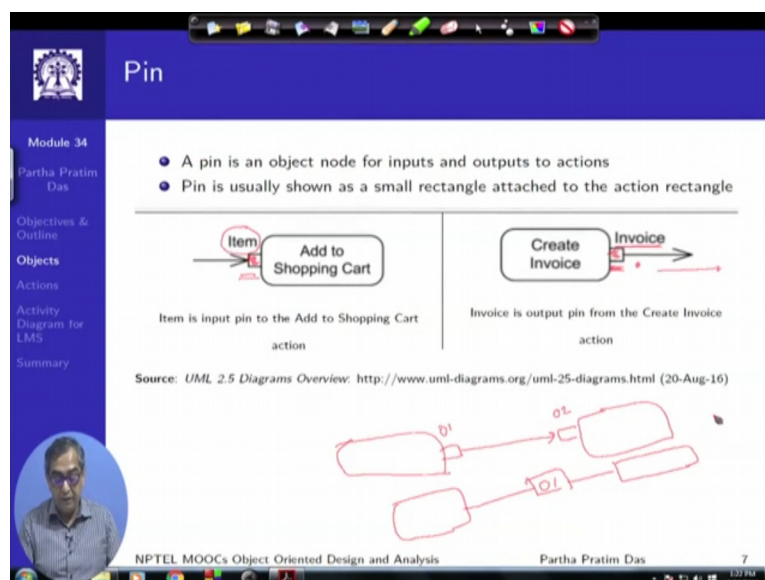 Pin
Module 34
Partha Pratim
Das
Objectives &
Outline
Objects
Actions
Activity
Diagram for
LMS
Summary
A pin is an object node for inputs and outputs to actions
Pin is usually shown as a small rectangle attached to the action rectangle
Item
Add to
Shopping Cart
Item is input pin to the Add to Shopping Cart
action
Create
Invoice
Invoice
Invoice is output pin from the Create Invoice
action
Source: UML 2.5 Diagrams Overview: http://www.uml-diagrams.org/uml-25-diagrams.html (20-Aug-16)
O1
O2
O1
NPTEL MOOCs Object Oriented Design and Analysis
Partha Pratim Das
7
1:22 PM